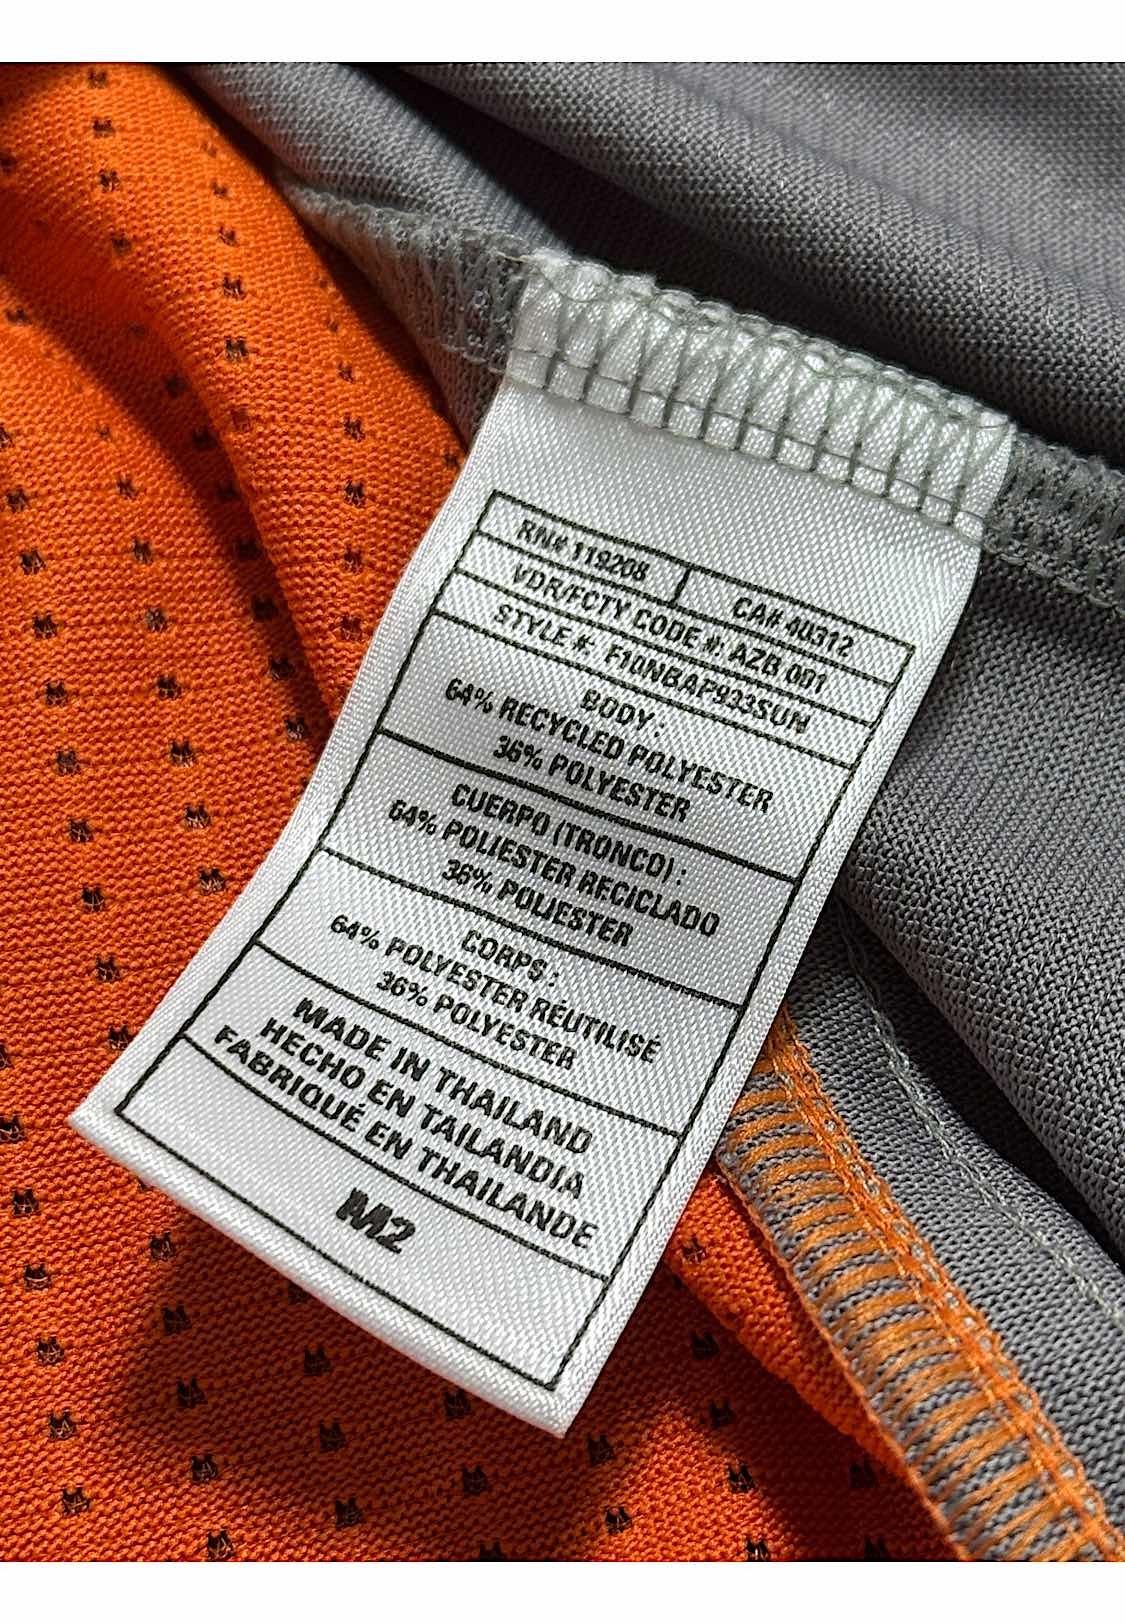 RN# 119208 CA# 40312
VDR/FCTY CODE #: AZB 001
STYLE #: F10NBAP933SUN
BODY:
64% RECYCLED POLYESTER
36% POLYESTER
CUERPO (TRONCO):
64% POLIESTER RECICLADO
36% POLIESTER
CORPS:
64% POLYESTER RÉUTILISÉ
36% POLYESTER
MADE IN THAILAND
HECHO EN TAILANDIA
FABRIQUÉ EN THAILANDE
M2